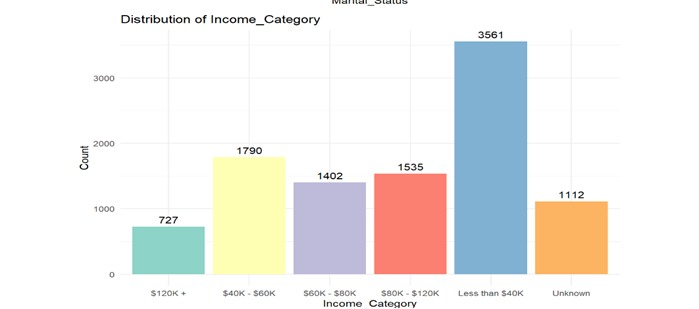 Marital_Status
Distribution of Income_Category
3561
3000
2000
1790
1535
1402
1112
1000
727
0
Count
$120K + $40K - $60K $60K - $80K $80K - $120K Less than $40K Unknown
Income_Category